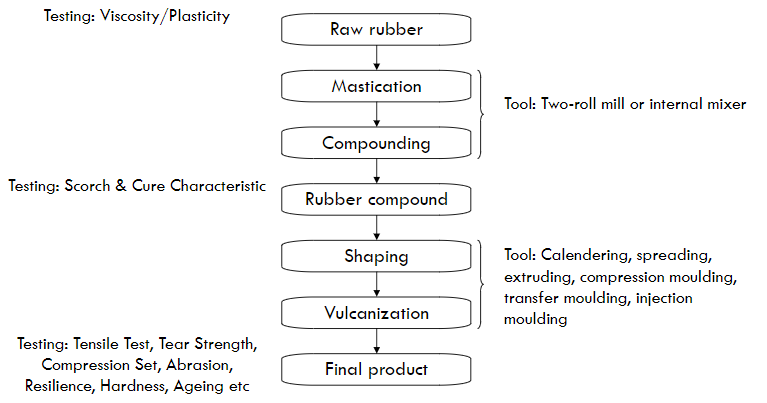 Testing: Viscosity/Plasticity
Raw rubber
Mastication
Tool: Two-roll mill or internal mixer
Compounding
Testing: Scorch & Cure Characteristic
Rubber compound
Shaping
Tool: Calendering, spreading,
extruding, compression moulding,
transfer moulding, injection
moulding
Vulcanization
Testing: Tensile Test, Tear Strength,
Compression Set, Abrasion,
Resilience, Hardness, Ageing etc
Final product